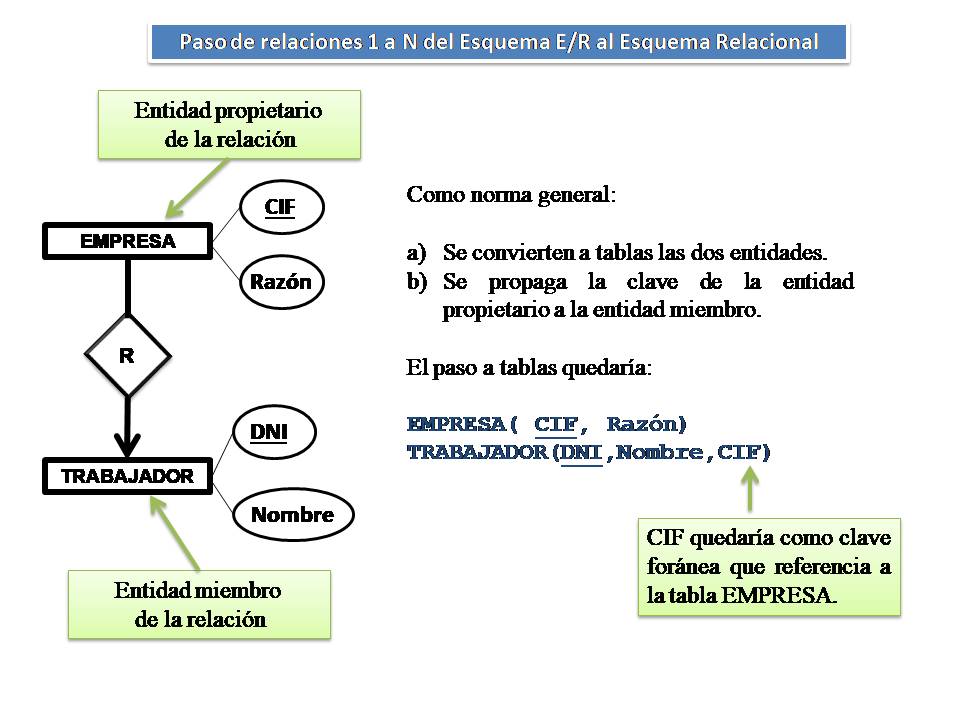 Paso de relaciones 1 a N del Esquema E/R al Esquema Relacional
Entidad propietario
de la relación
CIF
EMPRESA
Razón
R
DNI
TRABAJADOR
Nombre
Entidad miembro
de la relación
Como norma general:
a) Se convierten a tablas las dos entidades.
b) Se propaga la clave de la entidad
propietario a la entidad miembro.
El paso a tablas quedaría:
EMPRESA( CIF, Razón)
TRABAJADOR(DNI,Nombre,CIF)
CIF quedaría como clave
foránea que referencia a
la tabla EMPRESA.